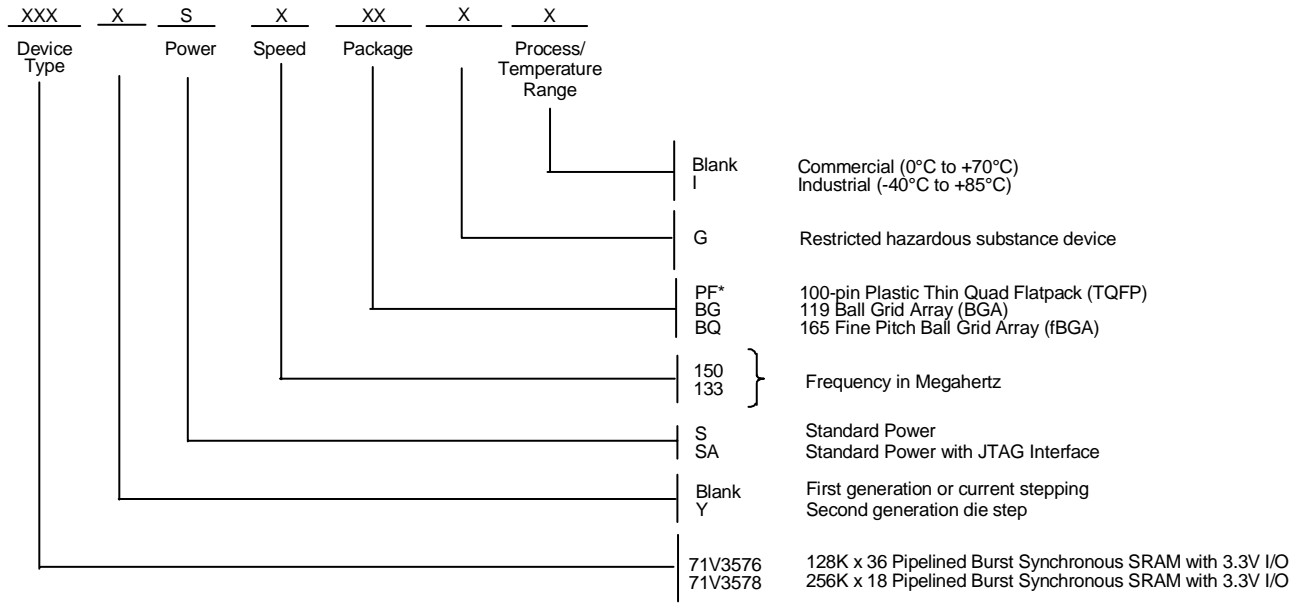 XXX X S X XX X X
Device Type Power Speed Package Process/ Temperature Range
Blank Commercial (0°C to +70°C)
I Industrial (-40°C to +85°C)
G Restricted hazardous substance device
PF* 100-pin Plastic Thin Quad Flatpack (TQFP)
BG 119 Ball Grid Array (BGA)
BQ 165 Fine Pitch Ball Grid Array (fBGA)
150
133
Frequency in Megahertz
S Standard Power
SA Standard Power with JTAG Interface
Blank First generation or current stepping
Y Second generation die step
71V3576 128K x 36 Pipelined Burst Synchronous SRAM with 3.3V I/O
71V3578 256K x 18 Pipelined Burst Synchronous SRAM with 3.3V I/O